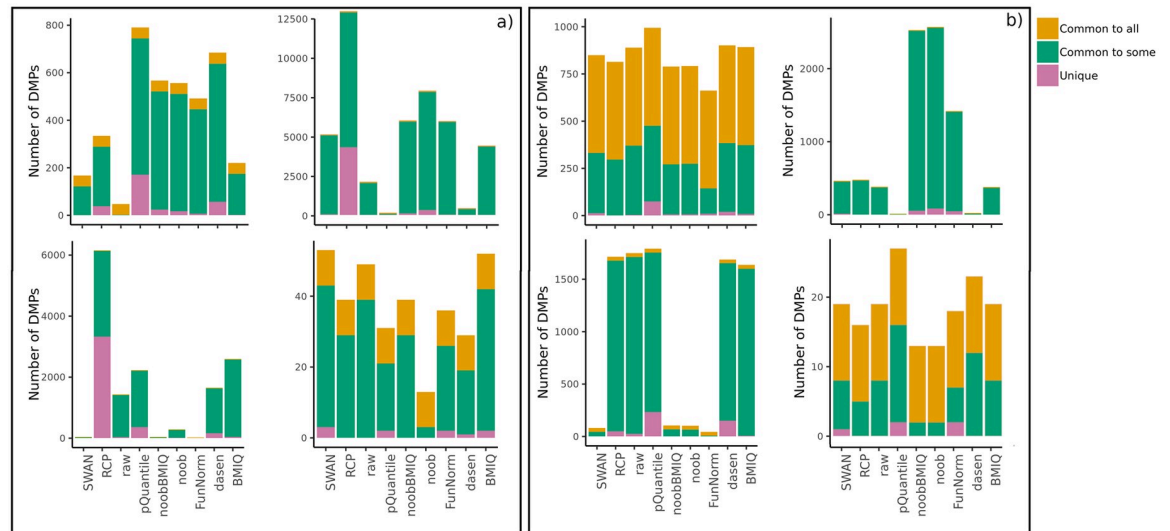 a)
Number of DMPs
800
600
400
200
0
12500
10000
7500
5000
2500
0
Number of DMPs
6000
4000
2000
0
40
20
0
SWAN
RCP
raw
pQuantile
noobBMIQ
noob
FunNorm
dasen
BMIQ
SWAN
RCP
raw
pQuantile
noobBMIQ
noob
FunNorm
dasen
BMIQ
b)
Number of DMPs
1000
750
500
250
0
2000
1000
0
Number of DMPs
1500
1000
500
0
20
10
0
SWAN
RCP
raw
pQuantile
noobBMIQ
noob
FunNorm
dasen
BMIQ
SWAN
RCP
raw
pQuantile
noobBMIQ
noob
FunNorm
dasen
BMIQ
Common to all
Common to some
Unique